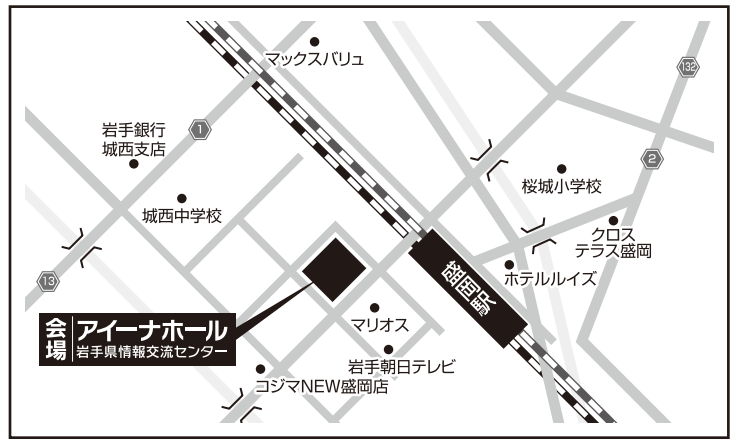 マックスバリュ
132
岩手銀行
城西支店
1
2
城西中学校
桜城小学校
クロス
テラス盛岡
13
盛岡駅
ホテルルイズ
会場
アイーナホール
岩手県情報交流センター
マリオス
岩手朝日テレビ
コジマNEW盛岡店